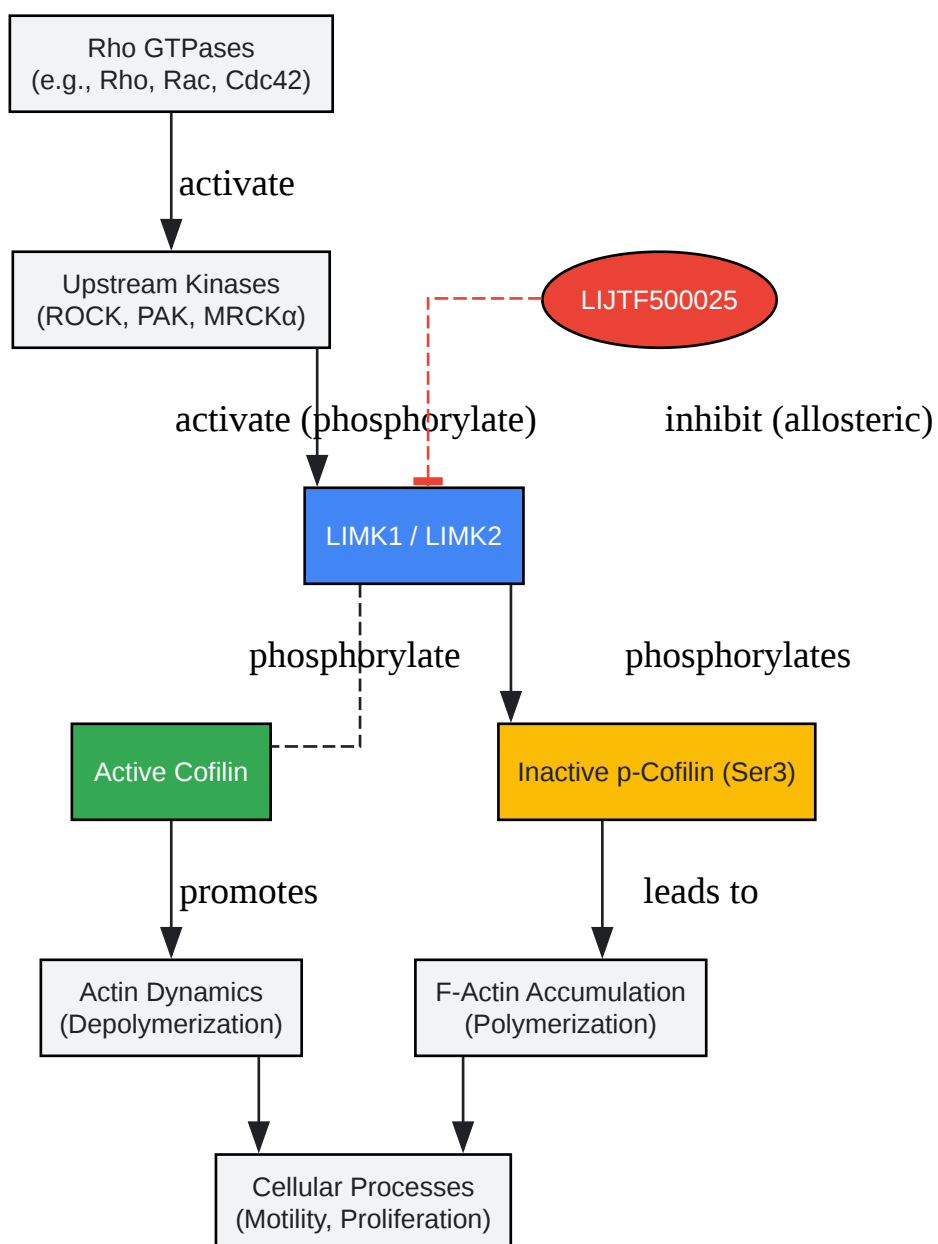 Rho GTPases
(e.g., Rho, Rac, Cdc42)
activate
Upstream Kinases
(ROCK, PAK, MRCKα)
LIJTF500025
activate (phosphorylate)
inhibit (allosteric)
LIMK1 / LIMK2
phosphorylate
phosphorylates
Active Cofilin
Inactive p-Cofilin (Ser3)
promotes
leads to
Actin Dynamics
(Depolymerization)
F-Actin Accumulation
(Polymerization)
Cellular Processes
(Motility, Proliferation)